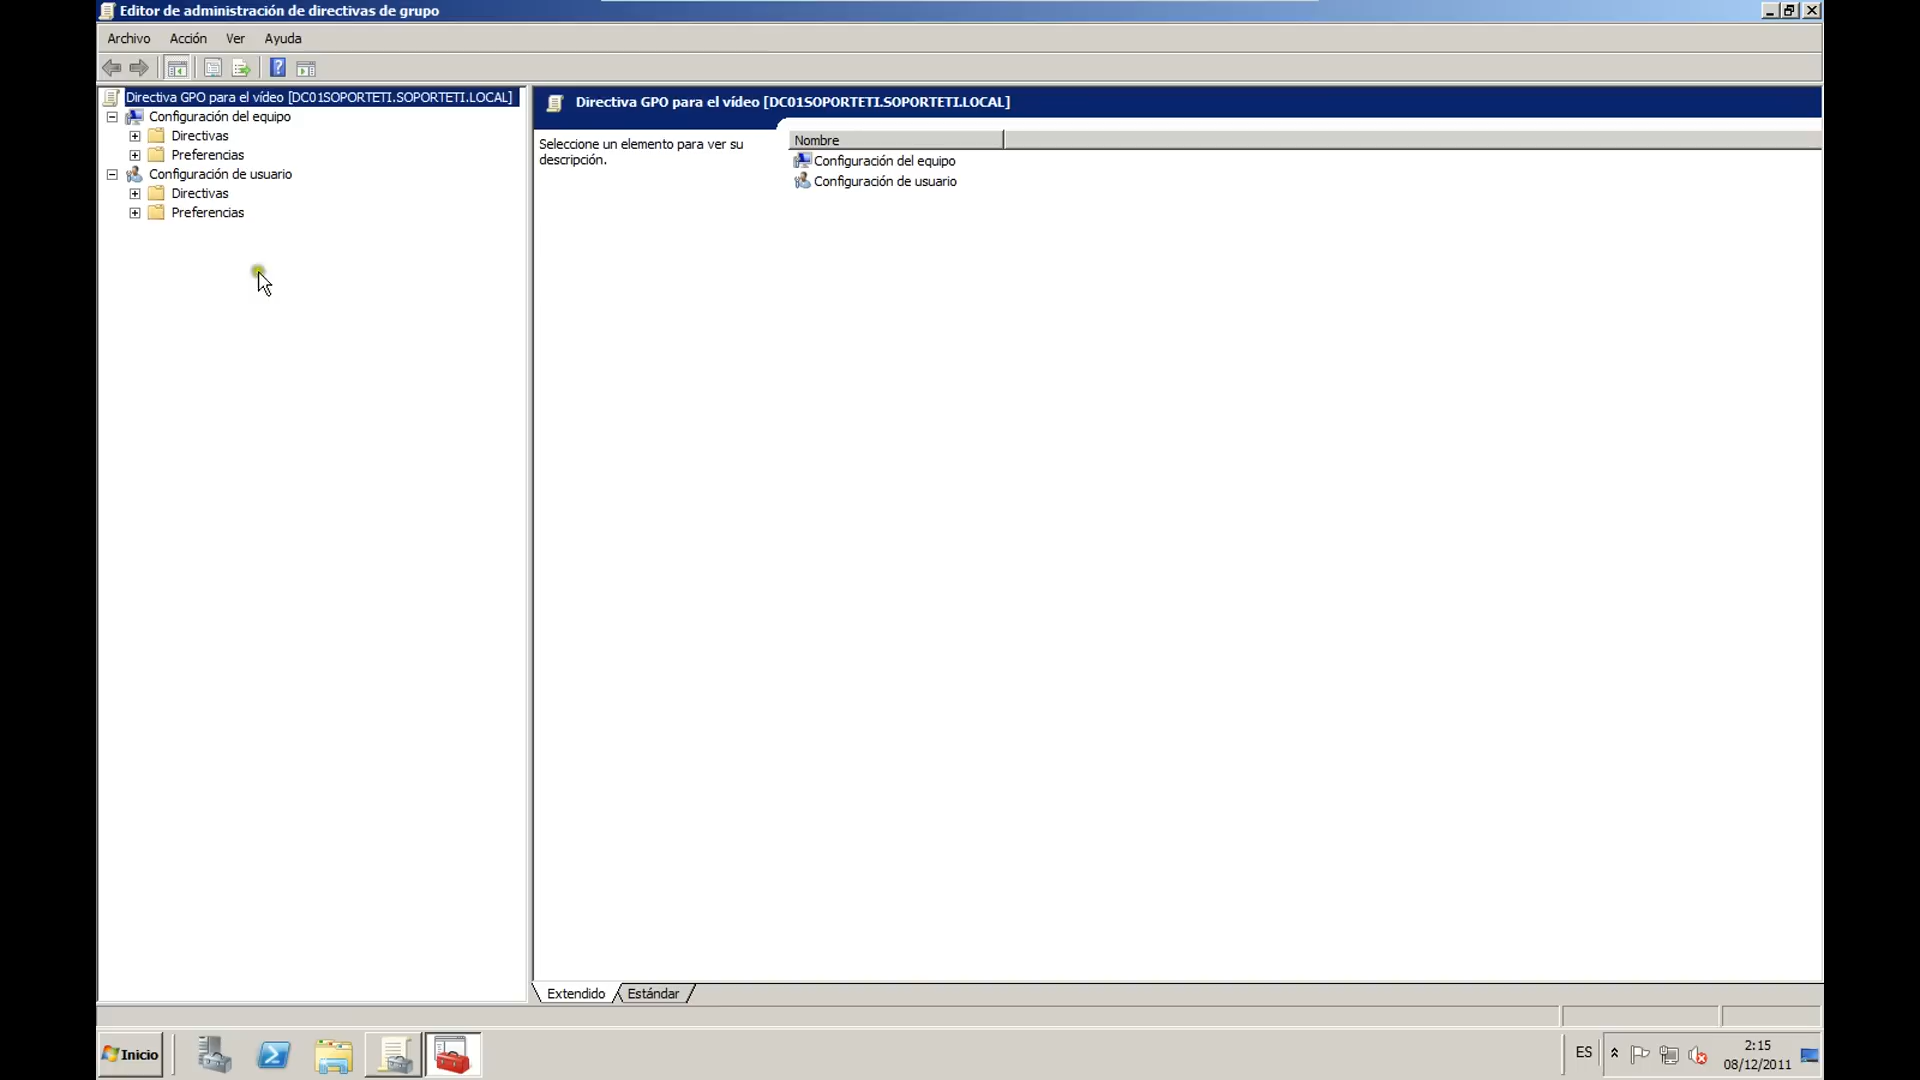 Editor de administración de directivas de grupo
Archivo Acción Ver Ayuda
Directiva GPO para el vídeo [DC01SOPORTETI.SOPORTETI.LOCAL]
Configuración del equipo
Directivas
Preferencias
Configuración de usuario
Directivas
Preferencias
Directiva GPO para el vídeo [DC01SOPORTETI.SOPORTETI.LOCAL]
Seleccione un elemento para ver su
descripción.
Nombre
Configuración del equipo
Configuración de usuario
Extendido Estándar
Inicio
ES
2:15
08/12/2011